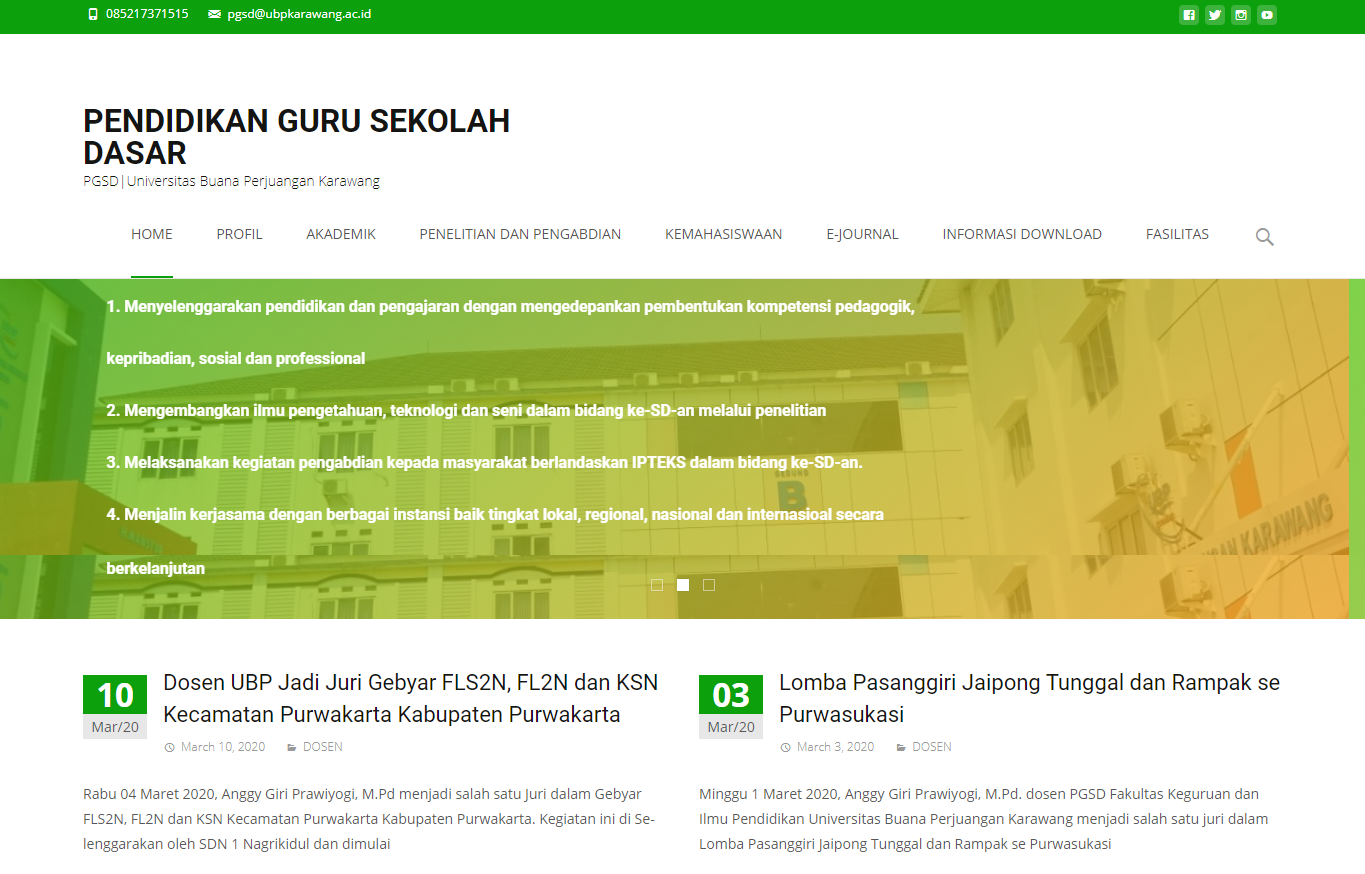 085217371515 pgsd@ubpkarawang.ac.id
PENDIDIKAN GURU SEKOLAH
DASAR
PGSD|Universitas Buana Perjuangan Karawang
HOME PROFIL AKADEMIK PENELITIAN DAN PENGABDIAN KEMAHASISWAAN E-JOURNAL INFORMASI DOWNLOAD FASILITAS
1. Menyelenggarakan pendidikan dan pengajaran dengan mengedepankan pembentukan kompetensi pedagogik,
kepribadian, sosial dan professional
2. Mengembangkan ilmu pengetahuan, teknologi dan seni dalam bidang ke-SD-an melalui penelitian
3. Melaksanakan kegiatan pengabdian kepada masyarakat berlandaskan IPTEKS dalam bidang ke-SD-an.
GEDUNG
B
4. Menjalin kerjasama dengan berbagai instansi baik tingkat lokal, regional, nasional dan internasioal secara
KARAWANG
berkelanjutan
10
Mar/20
Dosen UBP Jadi Juri Gebyar FLS2N, FL2N dan KSN
Kecamatan Purwakarta Kabupaten Purwakarta
March 10, 2020 DOSEN
Rabu 04 Maret 2020, Anggy Giri Prawiyogi, M.Pd menjadi salah satu Juri dalam Gebyar
FLS2N, FL2N dan KSN Kecamatan Purwakarta Kabupaten Purwakarta. Kegiatan ini di Se-
lenggarakan oleh SDN 1 Nagrikidul dan dimulai
03
Mar/20
Lomba Pasanggiri Jaipong Tunggal dan Rampak se
Purwasukasi
March 3, 2020 DOSEN
Minggu 1 Maret 2020, Anggy Giri Prawiyogi, M.Pd. dosen PGSD Fakultas Keguruan dan
Ilmu Pendidikan Universitas Buana Perjuangan Karawang menjadi salah satu juri dalam
Lomba Pasanggiri Jaipong Tunggal dan Rampak se Purwasukasi